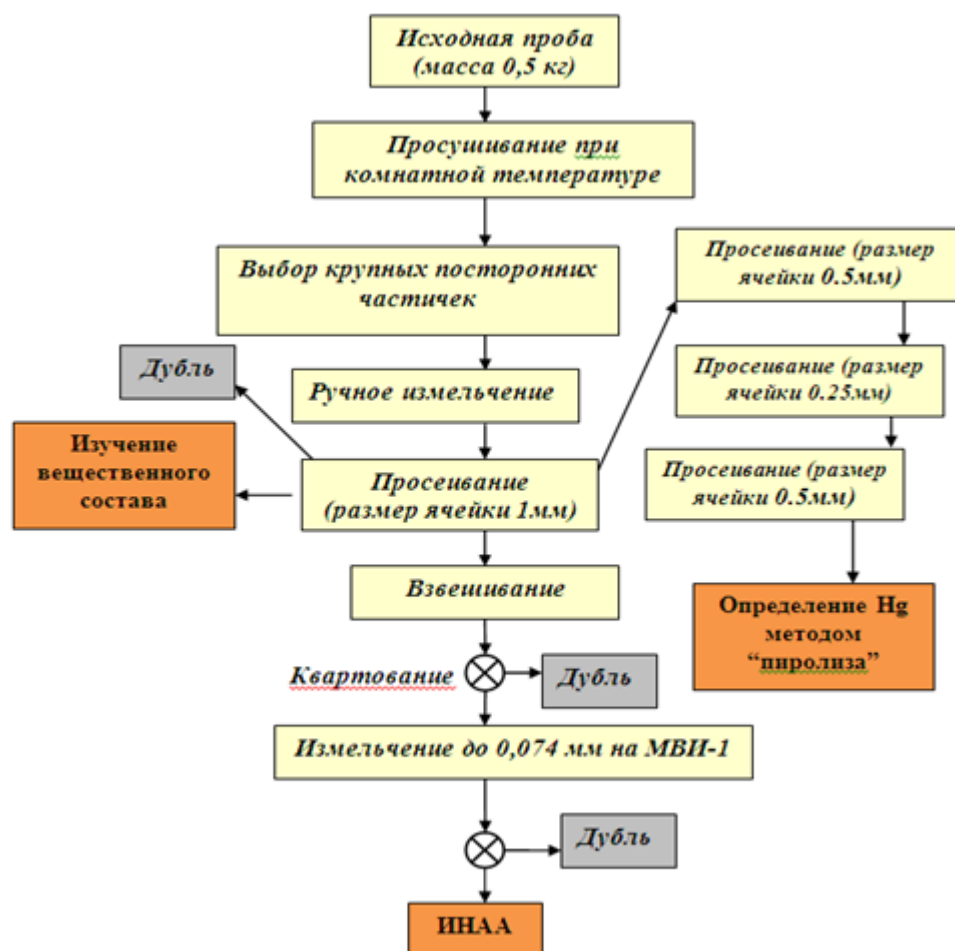 Исходная проба
(масса 0,5 кг)
Просушивание при
комнатной температуре
Выбор крупных посторонних
частичек
Просеивание (размер
ячейки 0.5мм)
Дубль
Ручное измельчение
Просеивание (размер
ячейки 0.25мм)
Изучение
вещественного
состава
Просеивание
(размер ячейки 1мм)
Просеивание (размер
ячейки 0.5мм)
Взвешивание
Определение Hg
методом
“пиролиза”
Квартование
Дубль
Измельчение до 0,074 мм на МВИ-1
Дубль
ИНАА